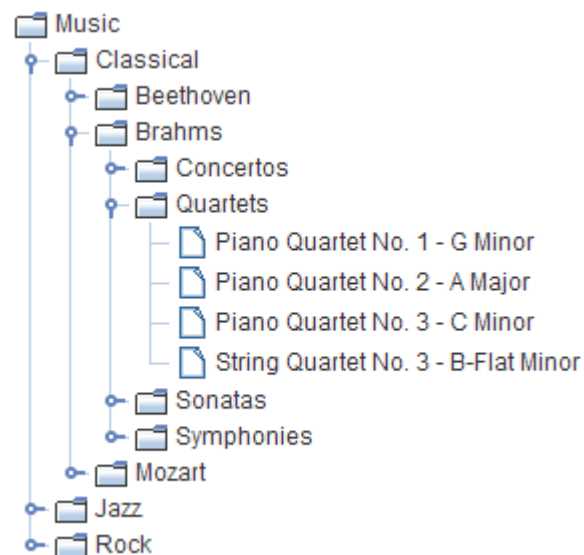 Music
Classical
Beethoven
Brahms
Concertos
Quartets
Piano Quartet No. 1 - G Minor
Piano Quartet No. 2 - A Major
Piano Quartet No. 3 - C Minor
String Quartet No. 3 - B-Flat Minor
Sonatas
Symphonies
Mozart
Jazz
Rock